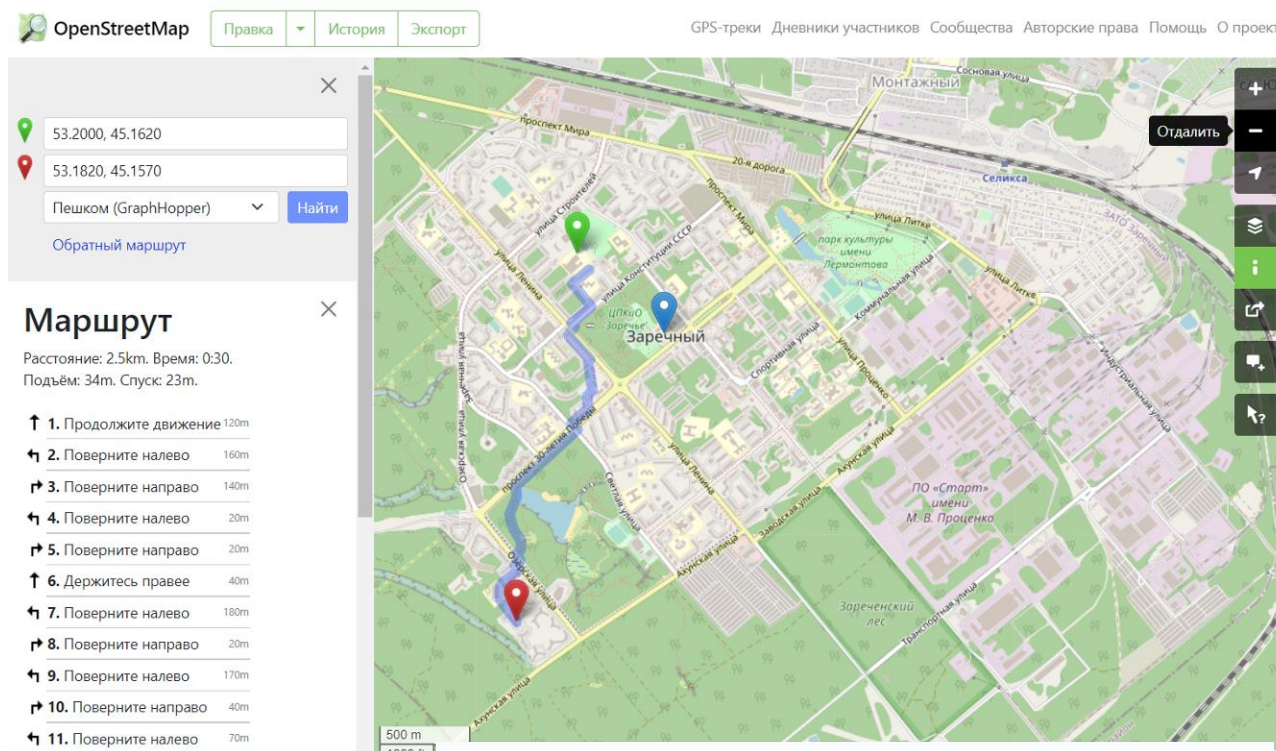 OpenStreetMap
Правка
История
Экспорт
GPS-треки Дневники участников Сообщества Авторские права Помощь О проект
53.2000, 45.1620
53.1820, 45.1570
Пешком (GraphHopper)
Найти
Обратный маршрут
Маршрут
Расстояние: 2.5km. Время: 0:30.
Подъём: 34m. Спуск: 23m.
1. Продолжите движение 120m
2. Поверните налево 160m
3. Поверните направо 140m
4. Поверните налево 20m
5. Поверните направо 20m
6. Держитесь правее 40m
7. Поверните налево 180m
8. Поверните направо 20m
9. Поверните налево 170m
10. Поверните направо 40m
11. Поверните налево 70m
Сосновая улица
Монтажный
Отдалить
проспект Мира
20-я дорога
Селикса
улица Строителей
проспект Мира
улица Литке
ЗАТО Заречный
улица Конституции СССР
парк культуры
имени
Лермонтова
улица Ленина
улица Литке
Коммунальная улица
ЦПКиО
Заречье
Заречный
Спортивная улица
Заречная улица
Индустриальная улица
улица Проценко
Озерская улица
проспект 30-летия Победы
Светлая улица
улица Ленина
Ахунская улица
Заводская улица
ПО «Старт»
имени
М. В. Проценко
Озерская улица
Ахунская улица
Зареченский
лес
Транспортная улица
Ахунская улица
500 m